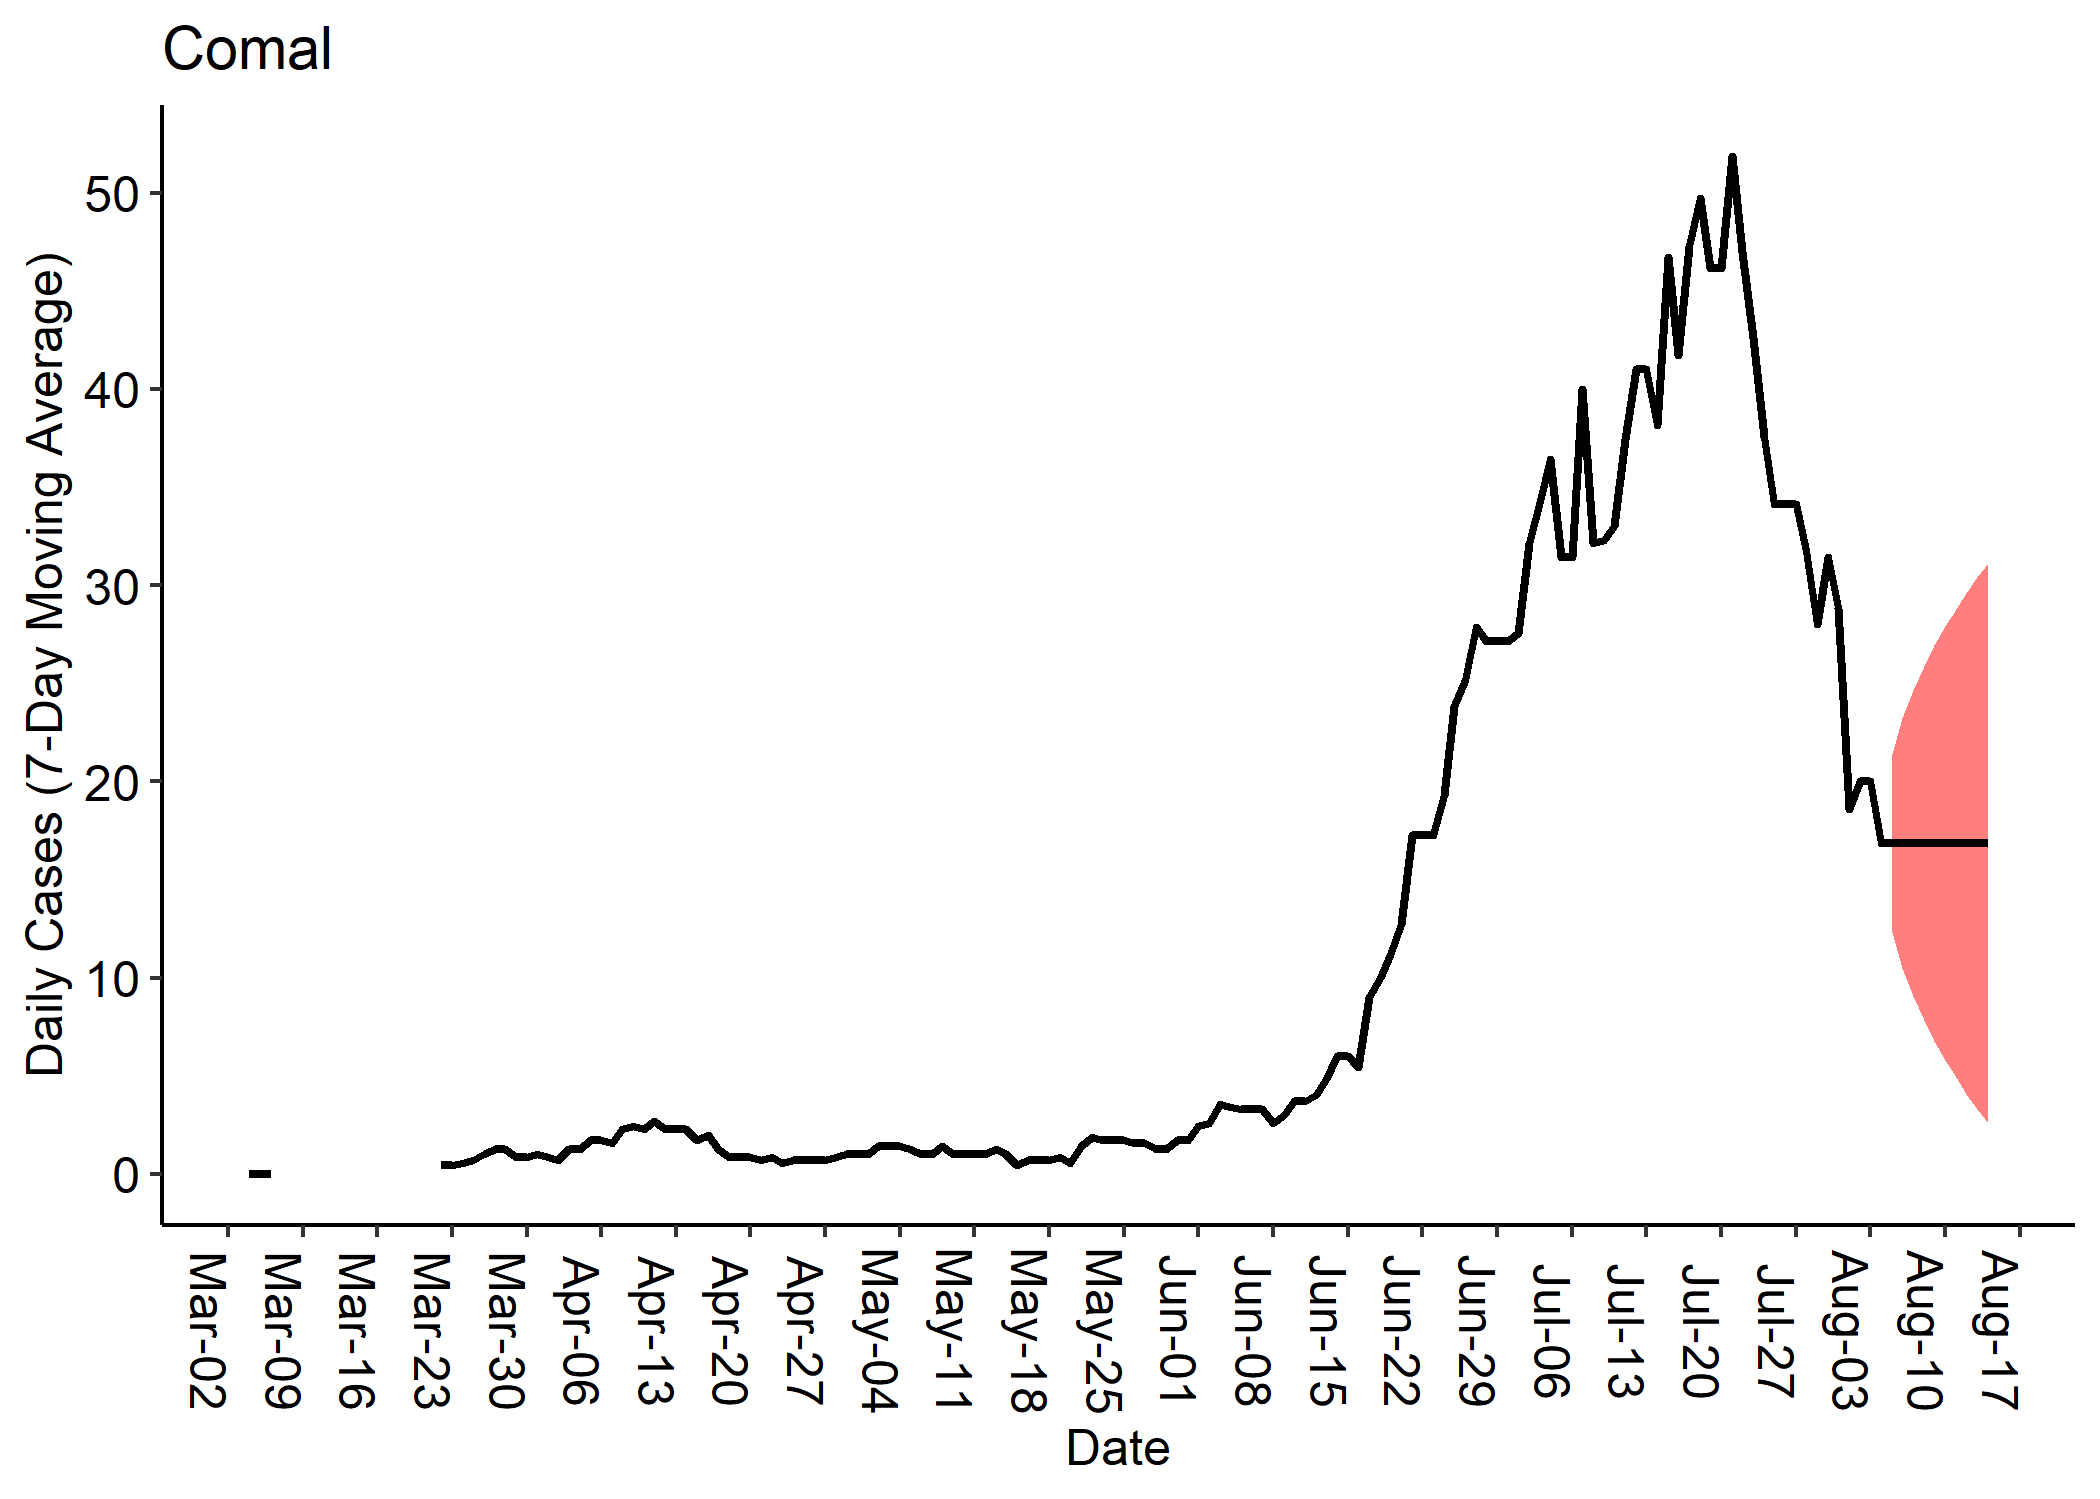 Comal
Daily Cases (7-Day Moving Average)
50
40
30
20
10
0
Mar-02
Mar-09
Mar-16
Mar-23
Mar-30
Apr-06
Apr-13
Apr-20
Apr-27
May-04
May-11
May-18
May-25
Jun-01
Jun-08
Jun-15
Jun-22
Jun-29
Jul-06
Jul-13
Jul-20
Jul-27
Aug-03
Aug-10
Aug-17
Date